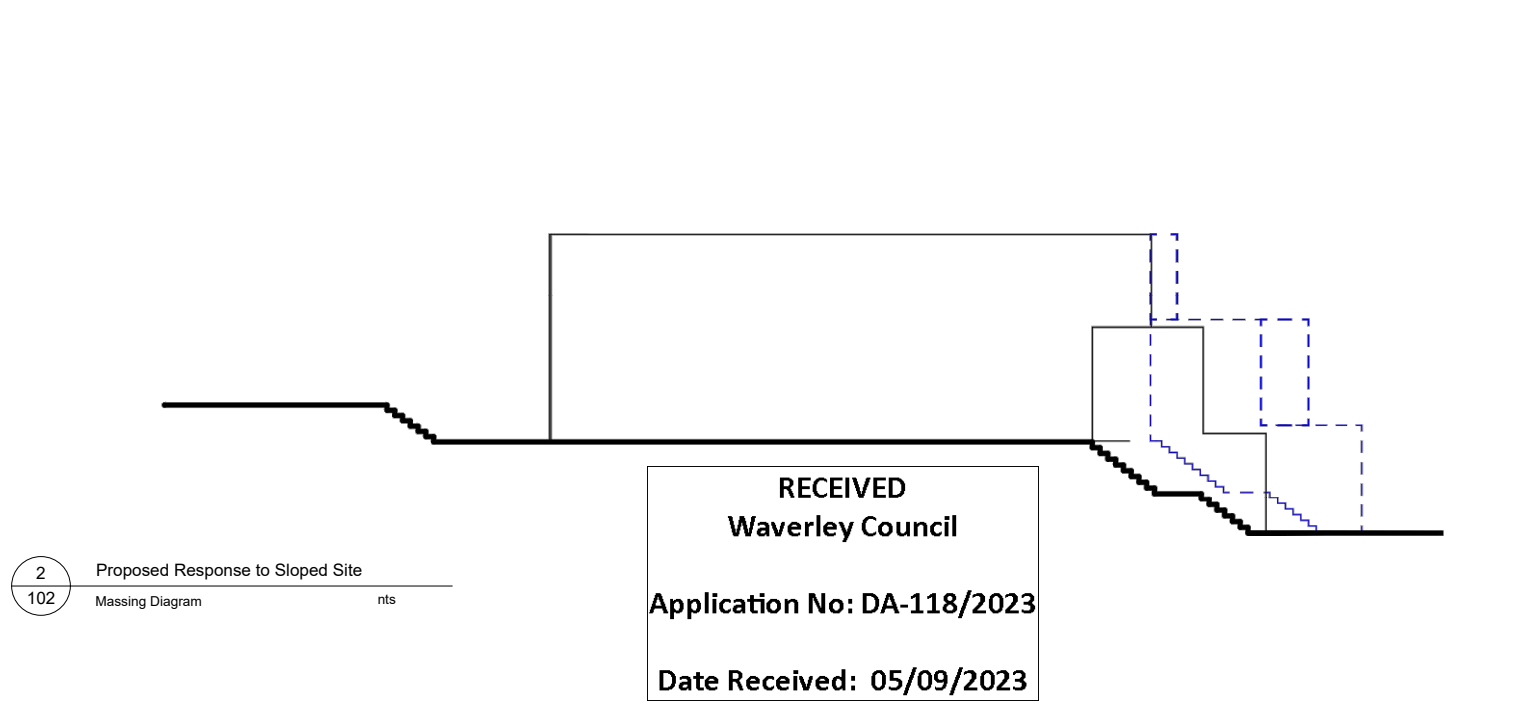 RECEIVED
Waverley Council
Application No: DA-118/2023
Date Received: 05/09/2023
2
102
Proposed Response to Sloped Site
Massing Diagram nts